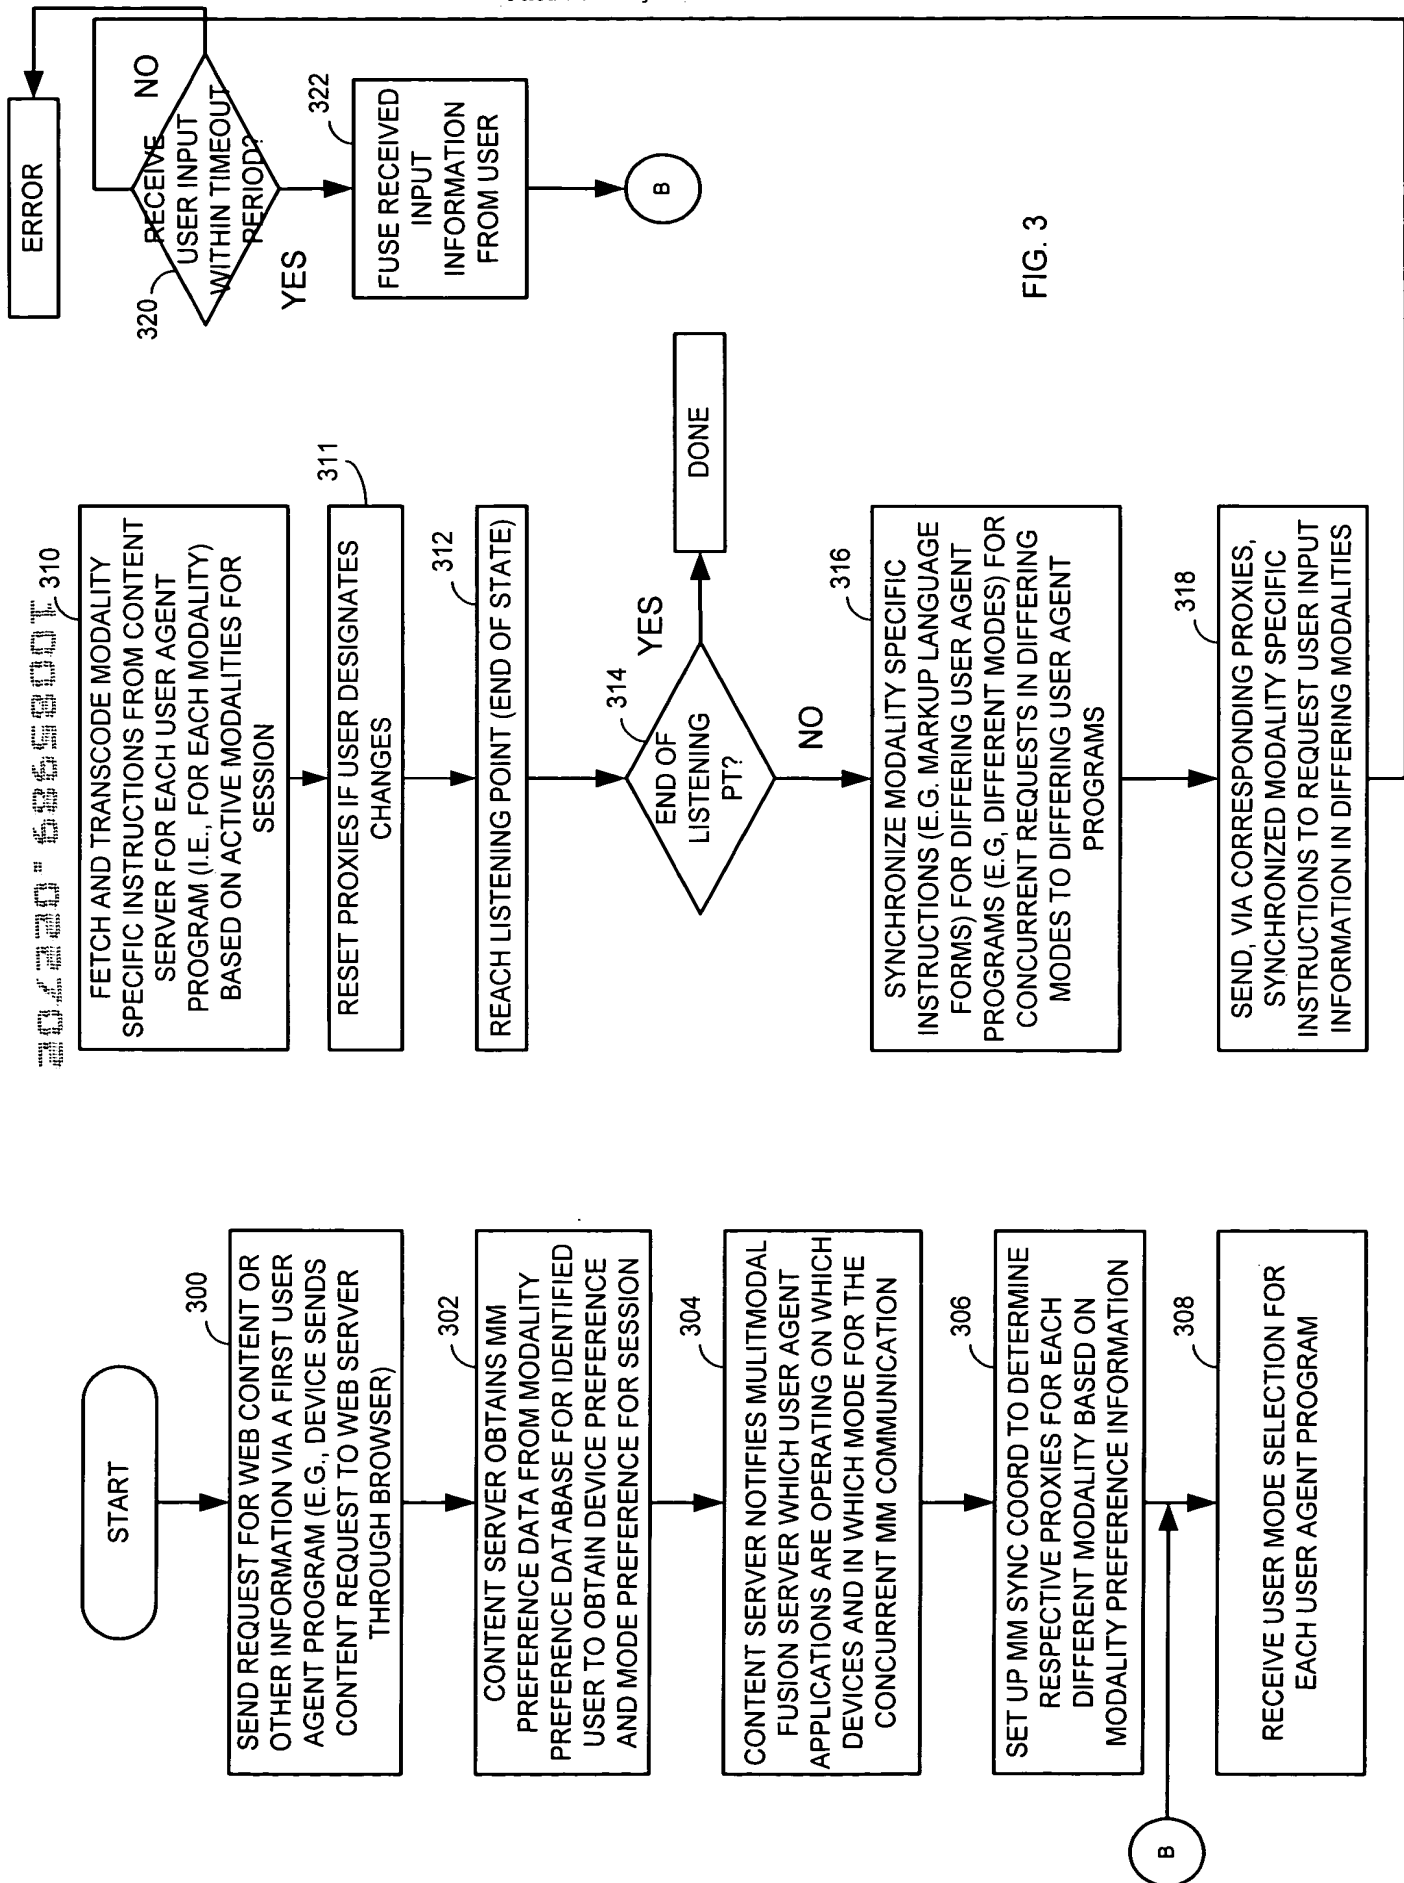 START
300
SEND REQUEST FOR WEB CONTENT OR
OTHER INFORMATION VIA A FIRST USER
AGENT PROGRAM (E.G., DEVICE SENDS
CONTENT REQUEST TO WEB SERVER
THROUGH BROWSER)
302
CONTENT SERVER OBTAINS MM
PREFERENCE DATA FROM MODALITY
PREFERENCE DATABASE FOR IDENTIFIED
USER TO OBTAIN DEVICE PREFERENCE
AND MODE PREFERENCE FOR SESSION
304
CONTENT SERVER NOTIFIES MULITMODAL
FUSION SERVER WHICH USER AGENT
APPLICATIONS ARE OPERATING ON WHICH
DEVICES AND IN WHICH MODE FOR THE
CONCURRENT MM COMMUNICATION
306
SET UP MM SYNC COORD TO DETERMINE
RESPECTIVE PROXIES FOR EACH
DIFFERENT MODALITY BASED ON
MODALITY PREFERENCE INFORMATION
B
308
RECEIVE USER MODE SELECTION FOR
EACH USER AGENT PROGRAM
10085689.022702
310
FETCH AND TRANSCODE MODALITY
SPECIFIC INSTRUCTIONS FROM CONTENT
SERVER FOR EACH USER AGENT
PROGRAM (I.E., FOR EACH MODALITY)
BASED ON ACTIVE MODALITIES FOR
SESSION
311
RESET PROXIES IF USER DESIGNATES
CHANGES
312
REACH LISTENING POINT (END OF STATE)
314
END OF
LISTENING
PT?
YES
DONE
NO
316
SYNCHRONIZE MODALITY SPECIFIC
INSTRUCTIONS (E.G. MARKUP LANGUAGE
FORMS) FOR DIFFERING USER AGENT
PROGRAMS (E.G, DIFFERENT MODES) FOR
CONCURRENT REQUESTS IN DIFFERING
MODES TO DIFFERING USER AGENT
PROGRAMS
318
SEND, VIA CORRESPONDING PROXIES,
SYNCHRONIZED MODALITY SPECIFIC
INSTRUCTIONS TO REQUEST USER INPUT
INFORMATION IN DIFFERING MODALITIES
ERROR
NO
320
RECEIVE
USER INPUT
WITHIN TIMEOUT
PERIOD?
YES
322
FUSE RECEIVED
INPUT
INFORMATION
FROM USER
B
FIG. 3